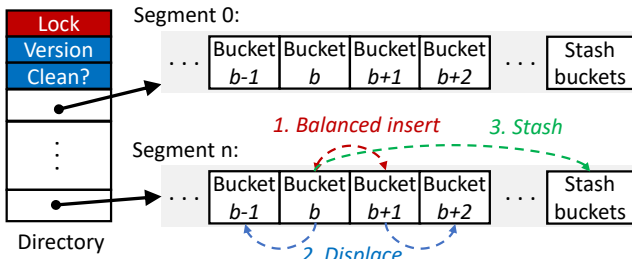 Lock
Version
Clean?
⋮
Directory
Segment 0:
· · · Bucket b-1 Bucket b Bucket b+1 Bucket b+2 · · · Stash buckets
1. Balanced insert
3. Stash
Segment n:
· · · Bucket b-1 Bucket b Bucket b+1 Bucket b+2 · · · Stash buckets
2. Displace